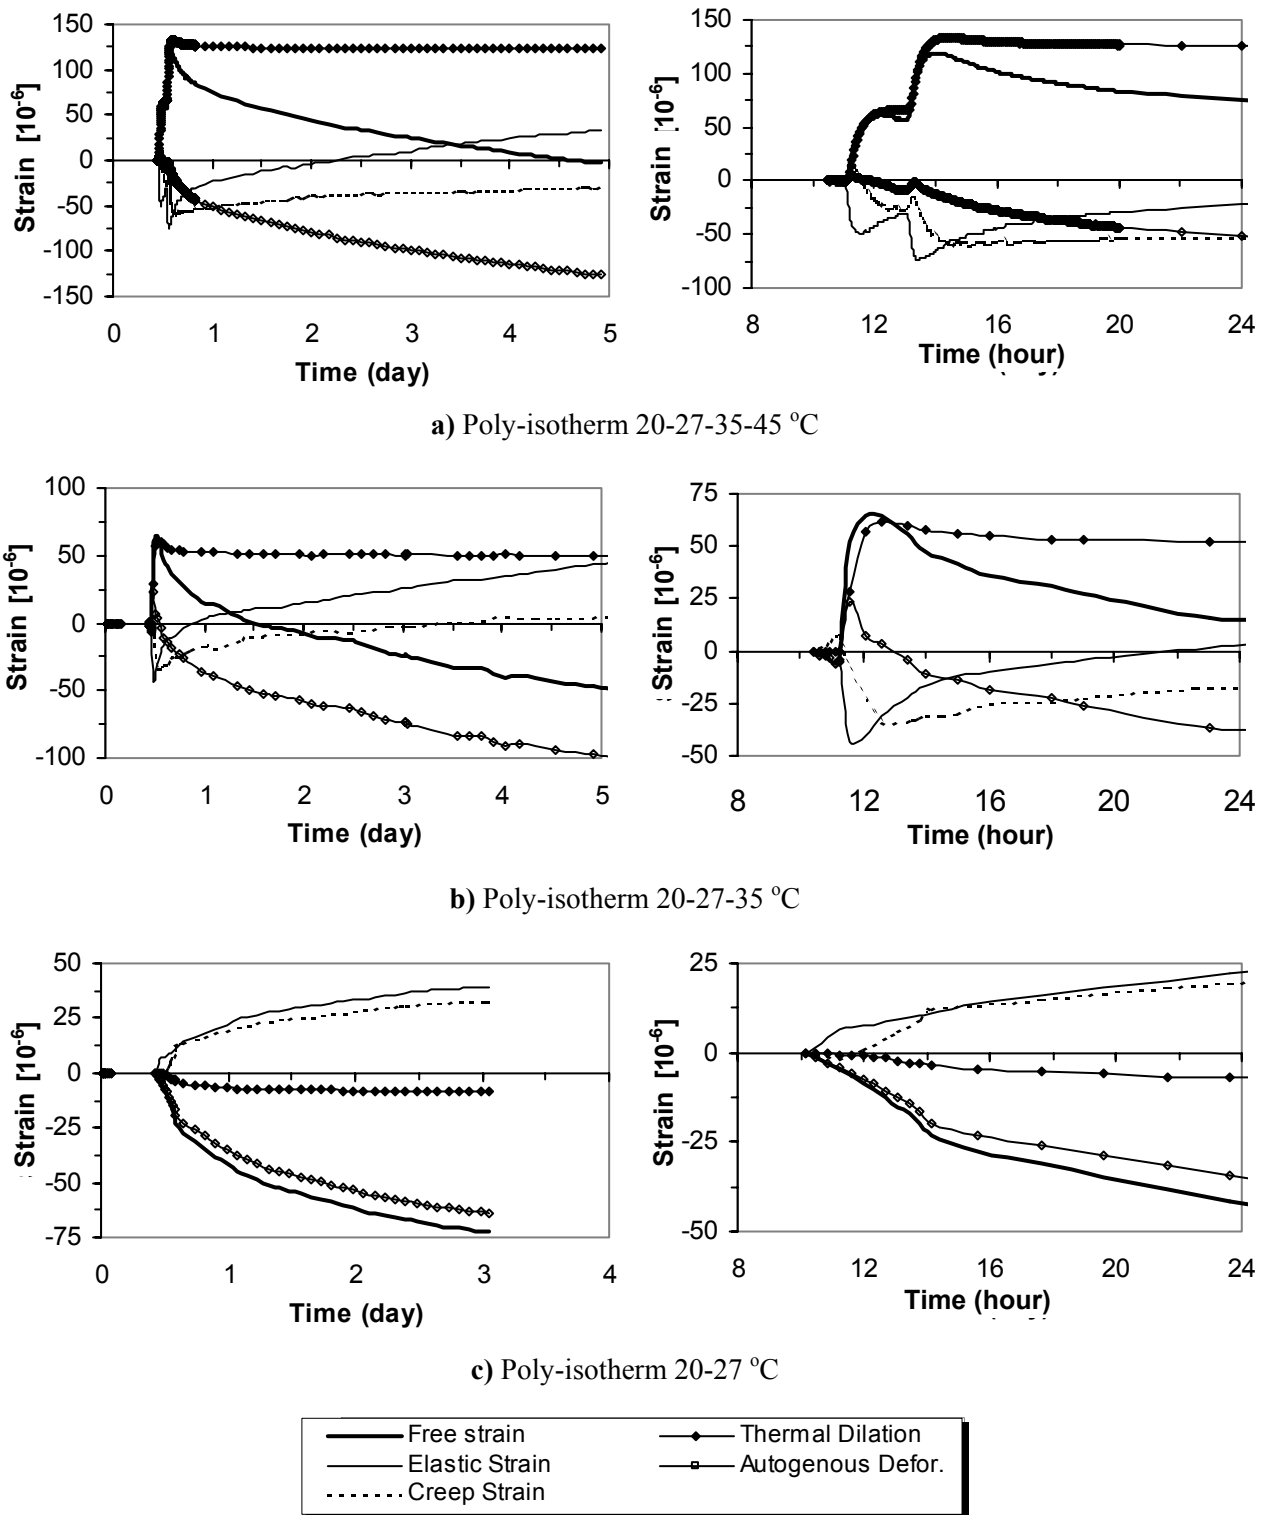 150
100
50
0
-50
-100
-150
Strain [10-6]
0 1 2 3 4 5
Time (day)
150
100
50
0
-50
-100
Strain [10-6]
8 12 16 20 24
Time (hour)
a) Poly-isotherm 20-27-35-45 oC
100
50
0
-50
-100
Strain [10-6]
0 1 2 3 4 5
Time (day)
75
50
25
0
-25
-50
Strain [10-6]
8 12 16 20 24
Time (hour)
b) Poly-isotherm 20-27-35 oC
50
25
0
-25
-50
-75
Strain [10-6]
0 1 2 3 4
Time (day)
25
0
-25
-50
Strain [10-6]
8 12 16 20 24
Time (hour)
c) Poly-isotherm 20-27 oC
Free strain
Thermal Dilation
Elastic Strain
Autogenous Defor.
Creep Strain